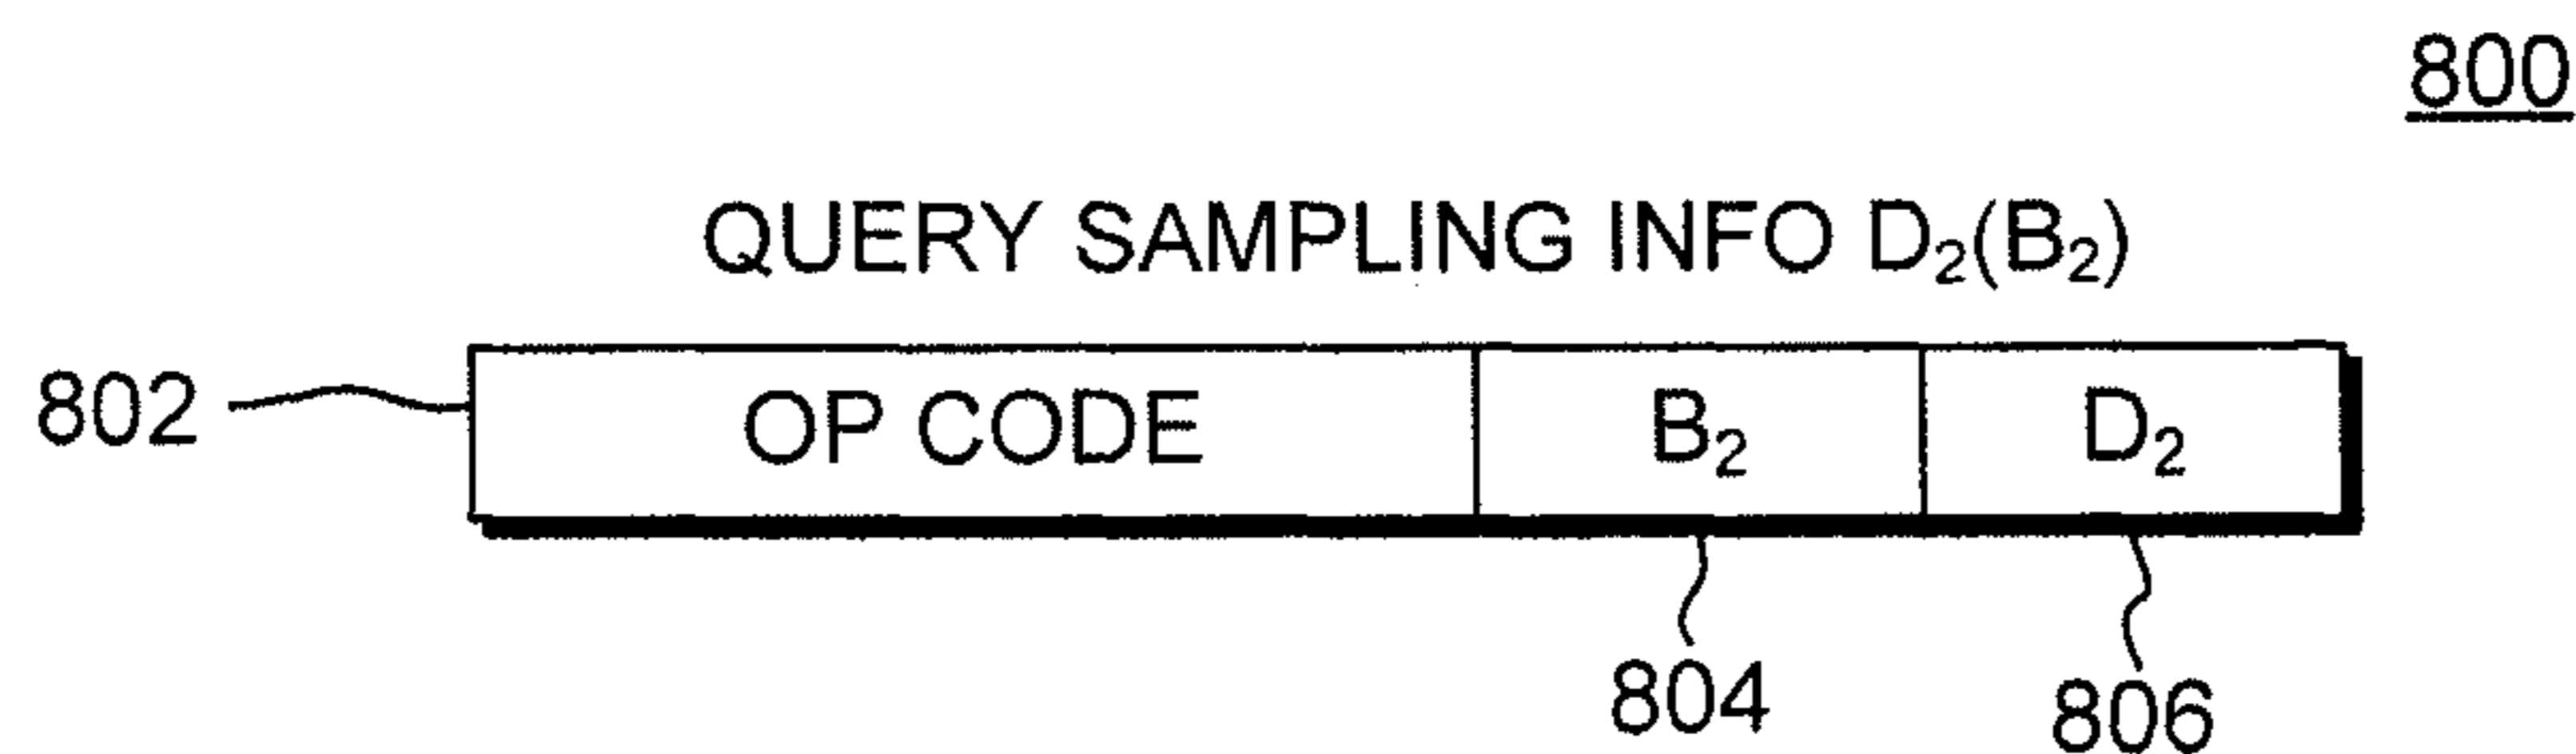 800
QUERY SAMPLING INFO D₂(B₂)
802 OP CODE B₂ D₂
804 806